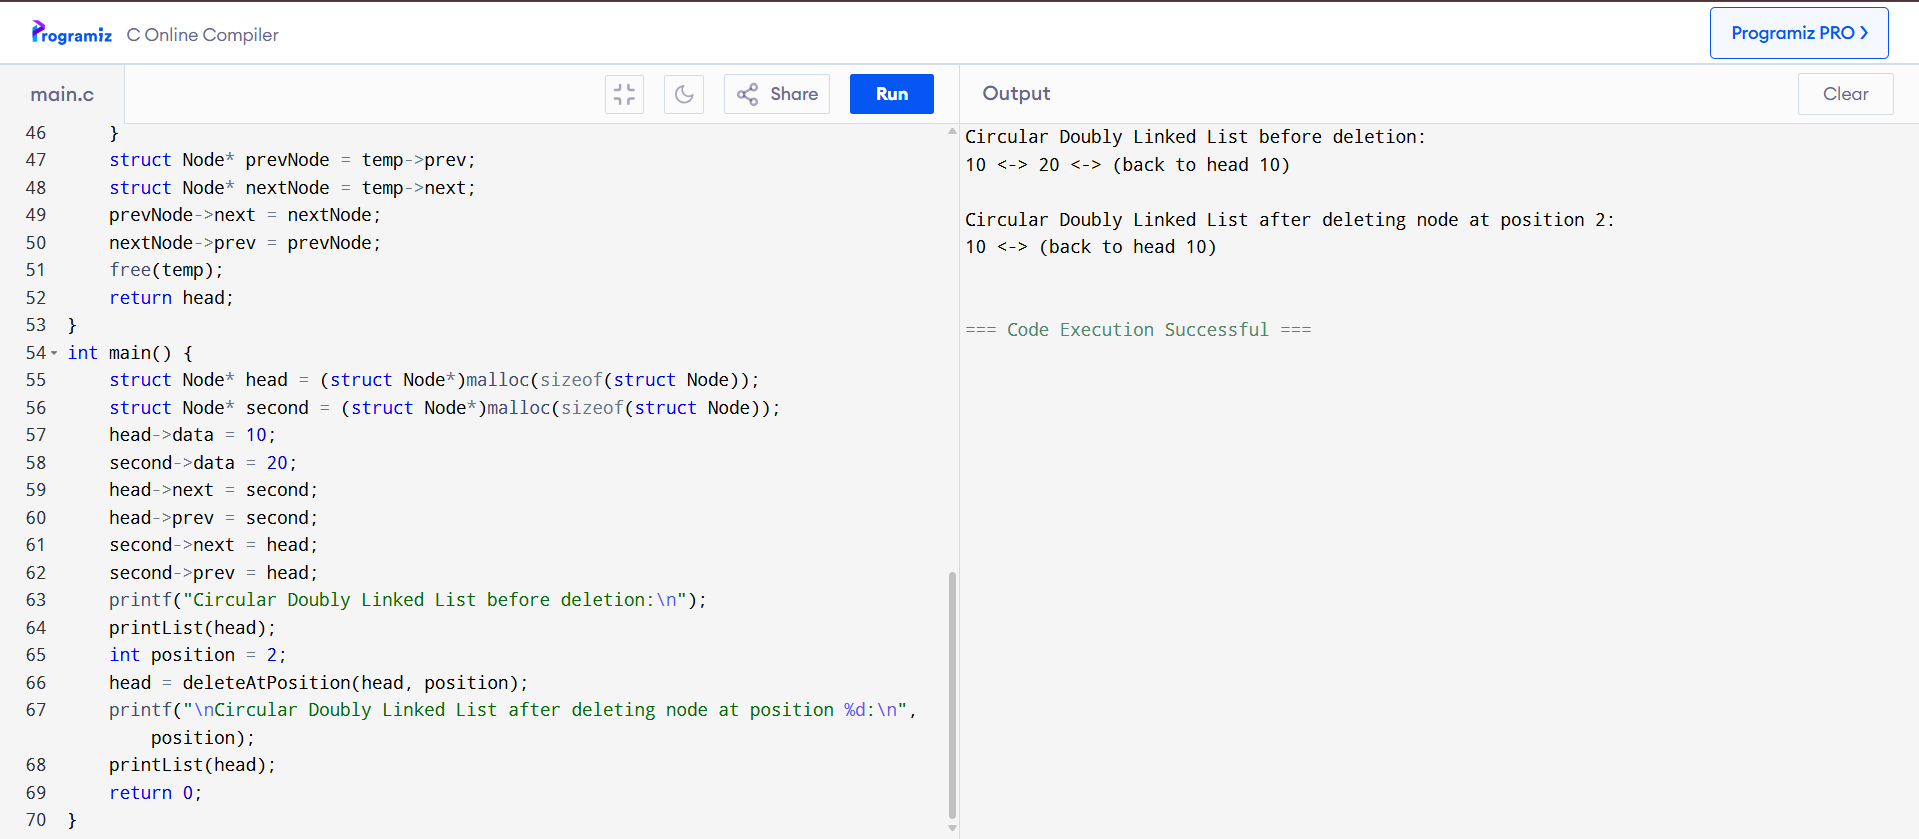 Programiz C Online Compiler
Programiz PRO >
main.c
Share
Run
Output
Clear
46 }
47 struct Node* prevNode = temp->prev;
48 struct Node* nextNode = temp->next;
49 prevNode->next = nextNode;
50 nextNode->prev = prevNode;
51 free(temp);
52 return head;
53 }
54 int main() {
55 struct Node* head = (struct Node*)malloc(sizeof(struct Node));
56 struct Node* second = (struct Node*)malloc(sizeof(struct Node));
57 head->data = 10;
58 second->data = 20;
59 head->next = second;
60 head->prev = second;
61 second->next = head;
62 second->prev = head;
63 printf("Circular Doubly Linked List before deletion:\n");
64 printList(head);
65 int position = 2;
66 head = deleteAtPosition(head, position);
67 printf("\nCircular Doubly Linked List after deleting node at position %d:\n",
position);
68 printList(head);
69 return 0;
70 }
Circular Doubly Linked List before deletion:
10 <-> 20 <-> (back to head 10)
Circular Doubly Linked List after deleting node at position 2:
10 <-> (back to head 10)
=== Code Execution Successful ===